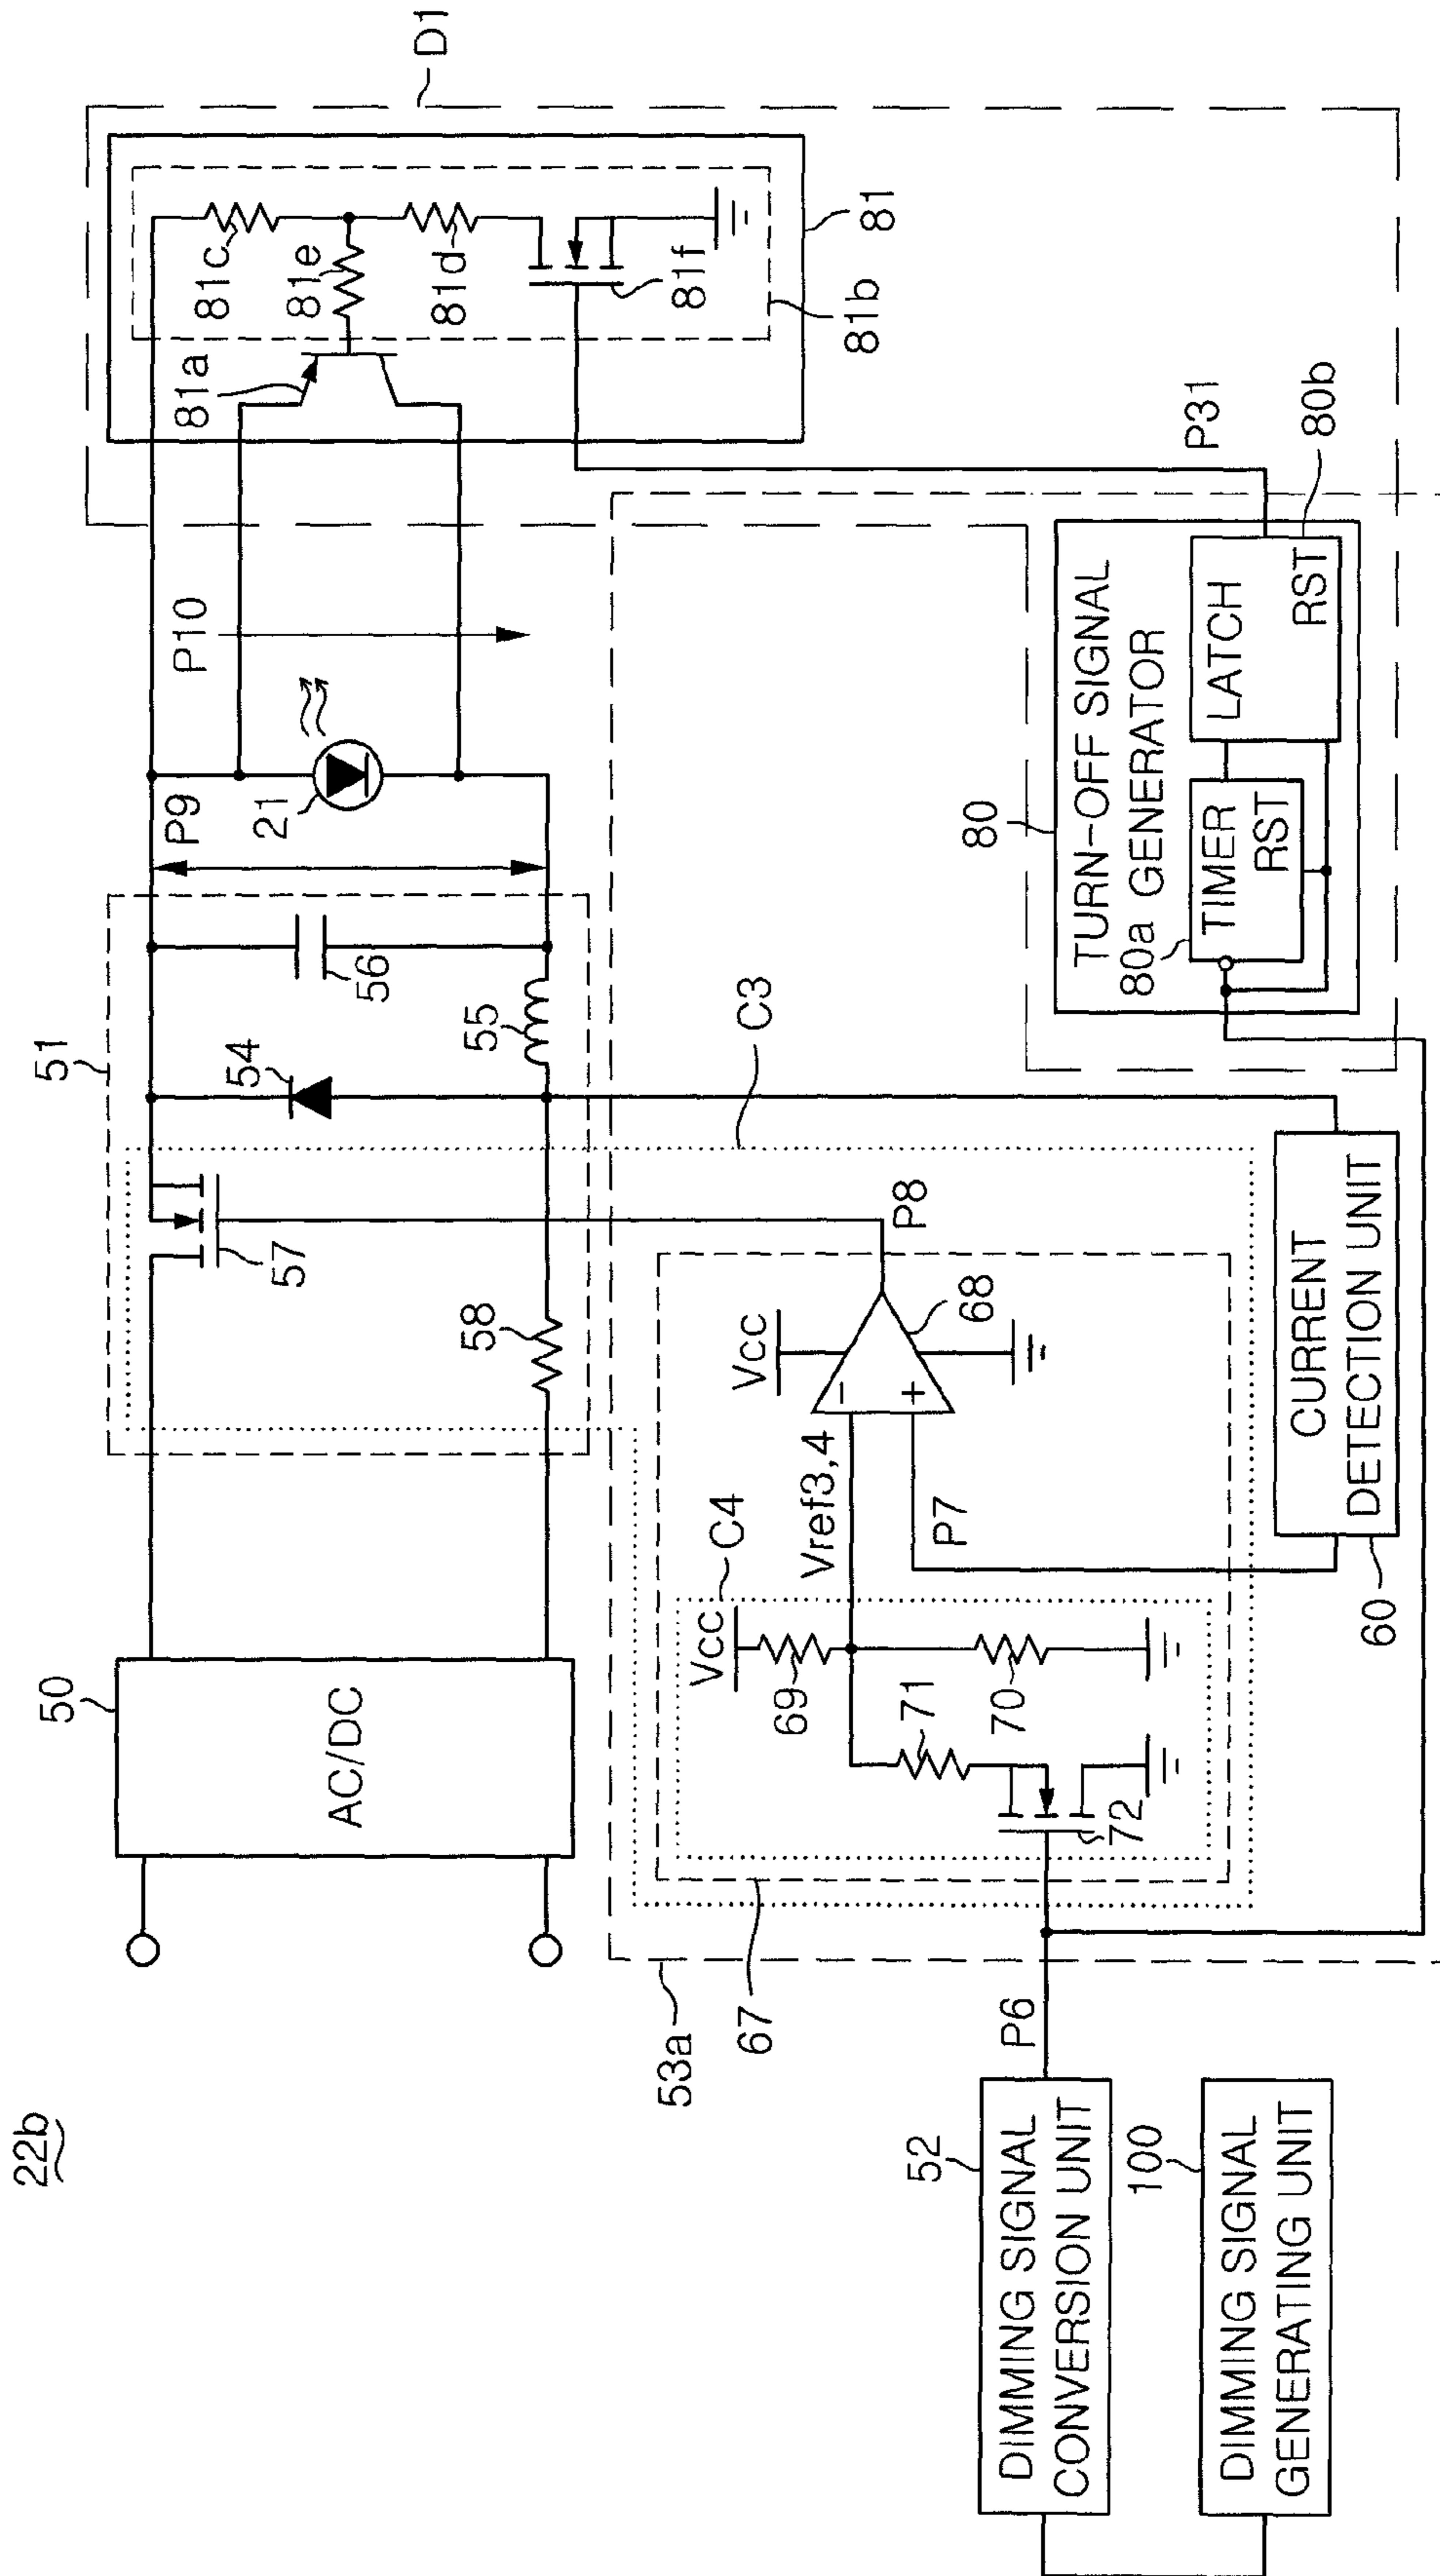 22b
50
AC/DC
51
57
54
58
55
56
P9
21
P10
81a
81c
81e
81d
81f
81b
81
D1
C3
P8
Vcc
68
-
+
Vref3,4
P7
C4
Vcc
69
71
70
72
67
53a
P6
52
DIMMING SIGNAL
CONVERSION UNIT
100
DIMMING SIGNAL
GENERATING UNIT
60
CURRENT
DETECTION UNIT
80
TURN-OFF SIGNAL
GENERATOR
80a
TIMER
RST
LATCH
RST
80b
P31